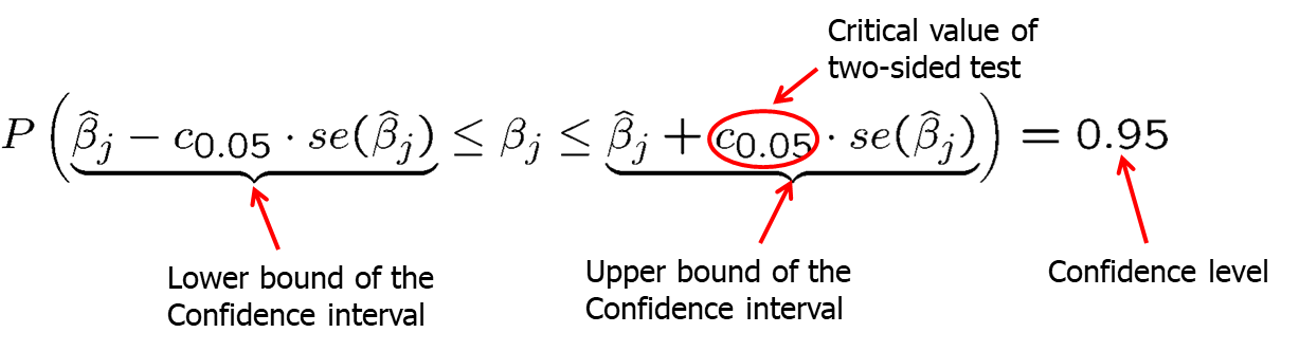 Critical value of
two-sided test
P(β̂ⱼ − c₀.₀₅ · se(β̂ⱼ) ≤ βⱼ ≤ β̂ⱼ + c₀.₀₅ · se(β̂ⱼ)) = 0.95
Lower bound of the
Confidence interval
Upper bound of the
Confidence interval
Confidence level